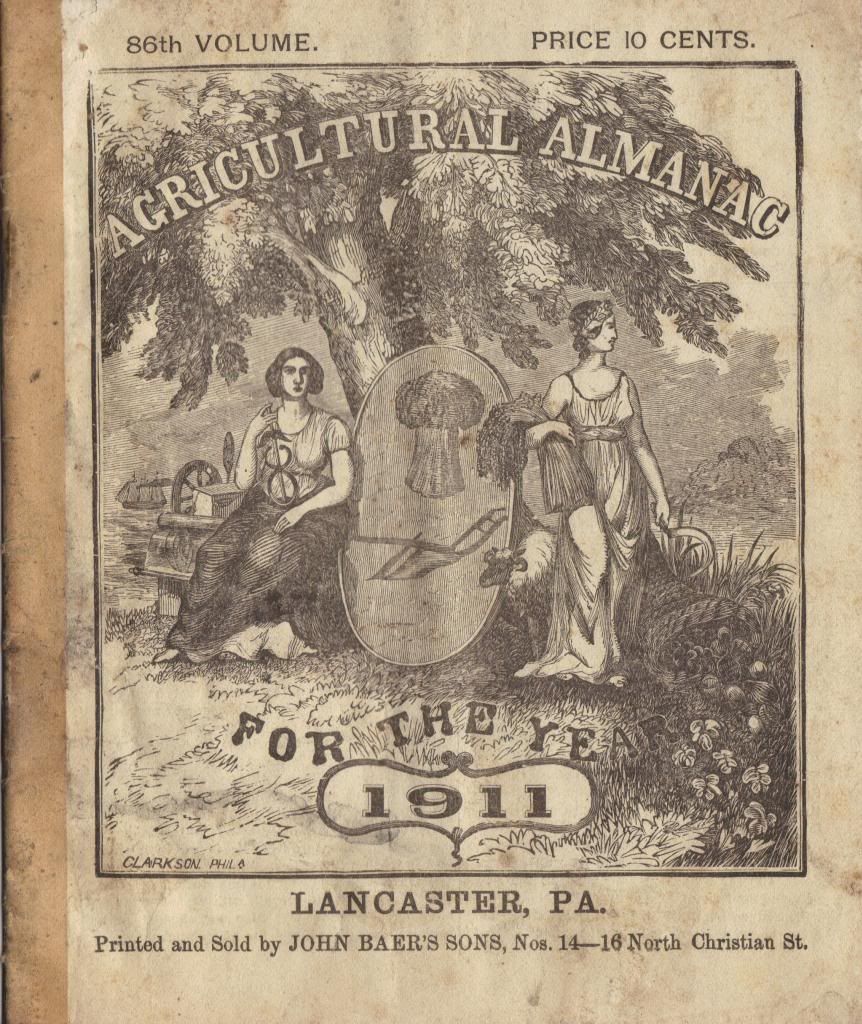 86th VOLUME. PRICE 10 CENTS.
AGRICULTURAL ALMANAC
FOR THE YEAR
1911
CLARKSON. PHILA
LANCASTER, PA.
Printed and Sold by JOHN BAER'S SONS, Nos. 14—16 North Christian St.